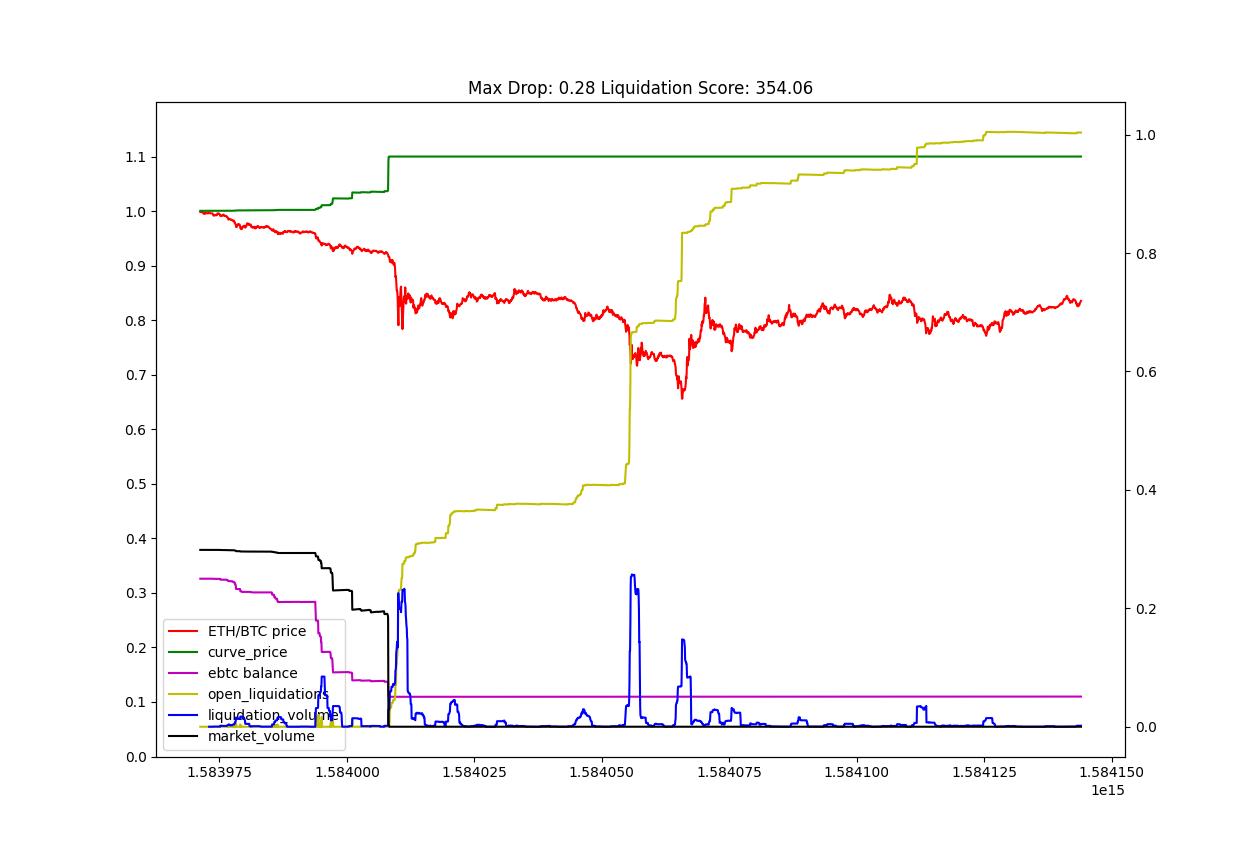 Max Drop: 0.28 Liquidation Score: 354.06
1.1
1.0
0.9
0.8
0.7
0.6
0.5
0.4
0.3
0.2
0.1
0.0
1.0
0.8
0.6
0.4
0.2
0.0
ETH/BTC price
curve_price
ebtc balance
open_liquidations
liquidation_volume
market_volume
1.583975 1.584000 1.584025 1.584050 1.584075 1.584100 1.584125 1.584150
1e15